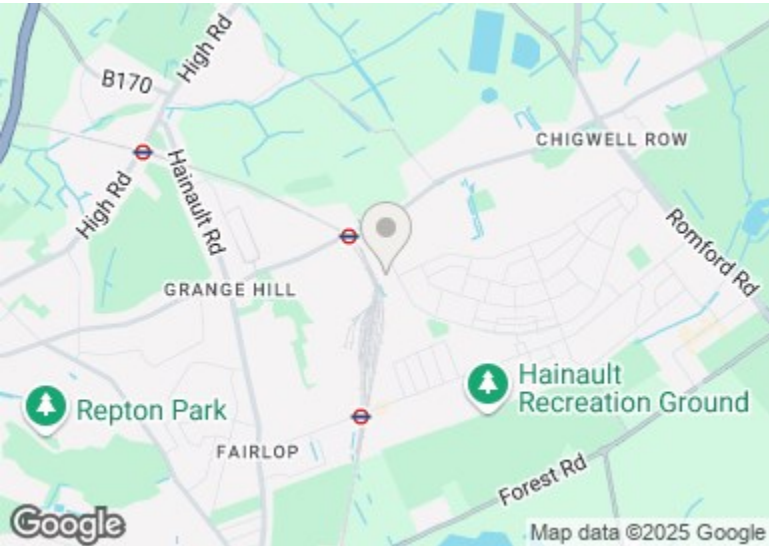 High Rd
B170
CHIGWELL ROW
Hainault Rd
High Rd
Romford Rd
GRANGE HILL
Hainault
Recreation Ground
Repton Park
FAIRLOP
Forest Rd
Google
Map data ©2025 Google